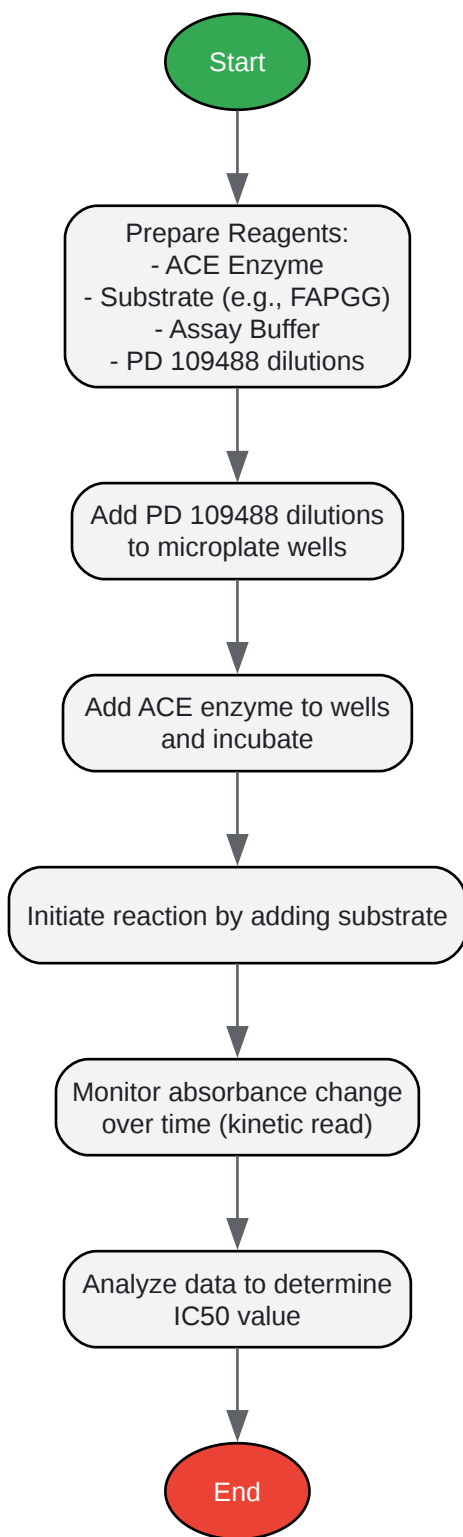 Start
Prepare Reagents:
- ACE Enzyme
- Substrate (e.g., FAPGG)
- Assay Buffer
- PD 109488 dilutions
Add PD 109488 dilutions
to microplate wells
Add ACE enzyme to wells
and incubate
Initiate reaction by adding substrate
Monitor absorbance change
over time (kinetic read)
Analyze data to determine
IC50 value
End